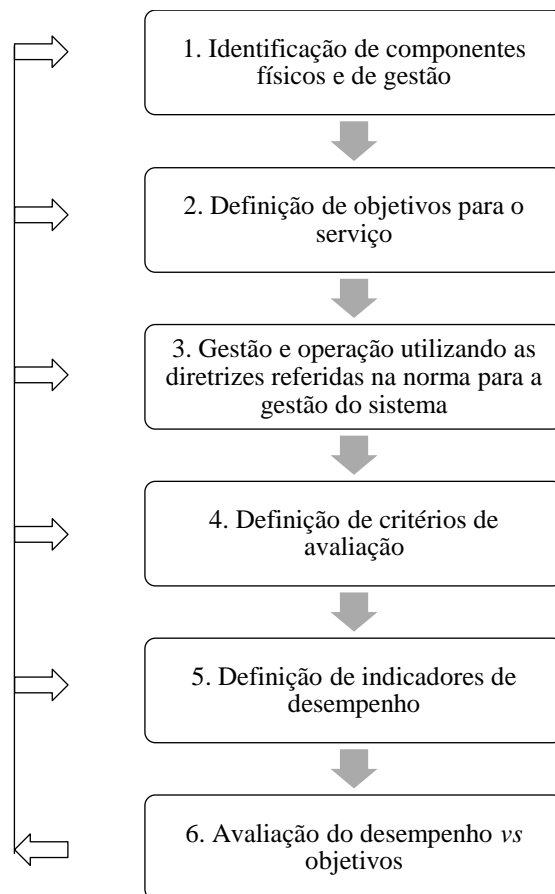 1. Identificação de componentes
físicos e de gestão
2. Definição de objetivos para o
serviço
3. Gestão e operação utilizando as
diretrizes referidas na norma para a
gestão do sistema
4. Definição de critérios de
avaliação
5. Definição de indicadores de
desempenho
6. Avaliação do desempenho vs
objetivos